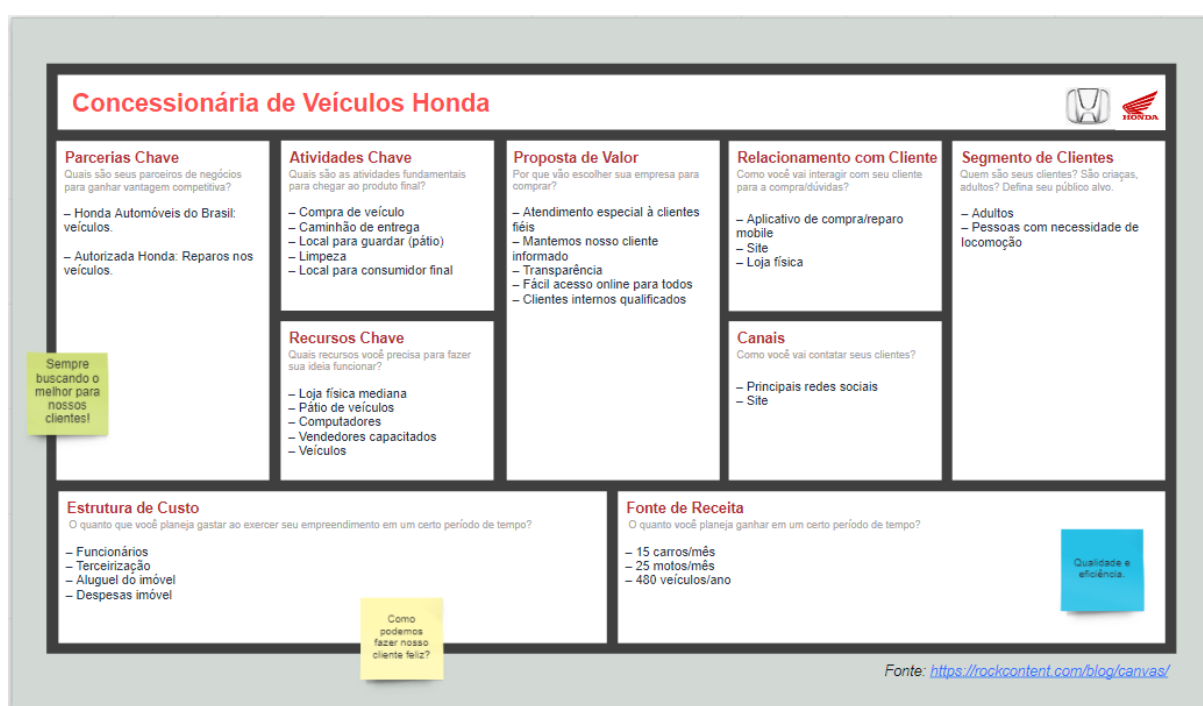 Concessionária de Veículos Honda
HONDA
Parcerias Chave
Quais são seus parceiros de negócios
para ganhar vantagem competitiva?
– Honda Automóveis do Brasil:
veículos.
– Autorizada Honda: Reparos nos
veículos.
Atividades Chave
Quais são as atividades fundamentais
para chegar ao produto final?
– Compra de veículo
– Caminhão de entrega
– Local para guardar (pátio)
– Limpeza
– Local para consumidor final
Recursos Chave
Quais recursos você precisa para fazer
sua ideia funcionar?
– Loja física mediana
– Pátio de veículos
– Computadores
– Vendedores capacitados
– Veículos
Proposta de Valor
Por que vão escolher sua empresa para
comprar?
– Atendimento especial à clientes
fiéis
– Mantemos nosso cliente
informado
– Transparência
– Fácil acesso online para todos
– Clientes internos qualificados
Relacionamento com Cliente
Como você vai interagir com seu cliente
para a compra/dúvidas?
– Aplicativo de compra/reparo
mobile
– Site
– Loja física
Canais
Como você vai contatar seus clientes?
– Principais redes sociais
– Site
Segmento de Clientes
Quem são seus clientes? São crianças,
adultos? Defina seu público alvo.
– Adultos
– Pessoas com necessidade de
locomoção
Sempre
buscando o
melhor para
nossos
clientes!
Estrutura de Custo
O quanto que você planeja gastar ao exercer seu empreendimento em um certo período de tempo?
– Funcionários
– Terceirização
– Aluguel do imóvel
– Despesas imóvel
Como
podemos
fazer nosso
cliente feliz?
Fonte de Receita
O quanto você planeja ganhar em um certo período de tempo?
– 15 carros/mês
– 25 motos/mês
– 480 veículos/ano
Qualidade e
eficiência.
Fonte: https://rockcontent.com/blog/canvas/